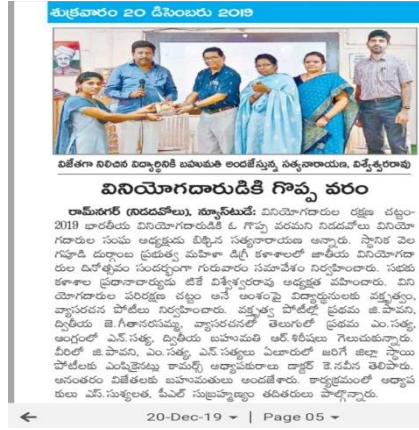 శుక్రవారం 20 డిసెంబరు 2019
విజేతగా నిలిచిన విద్యార్థినికి బహుమతి అందజేస్తున్న సత్యనారాయణ, విశ్వేశ్వరరావు
వినియోగదారుడికి గొప్ప వరం
రామ్‌నగర్ (నిడదవోలు), న్యూస్‌టుడే: వినియోగదారుల రక్షణ చట్టం-
2019 భారతీయ వినియోగదారుడికి ఓ గొప్ప వరమని నిడదవోలు వినియో
గదారుల సంఘ అధ్యక్షుడు బిక్కిన సత్యనారాయణ అన్నారు. స్థానిక వెల
గపూడి దుర్గాంబ ప్రభుత్వ మహిళా డిగ్రీ కళాశాలలో జాతీయ వినియోగదా
రుల దినోత్సవం సందర్భంగా గురువారం సమావేశం నిర్వహించారు. సభకు
కళాశాల ప్రధానాచార్యుడు టికే విశ్వేశ్వరరావు అధ్యక్షత వహించారు. విని
యోగదారుల పరిరక్షణ చట్టం అనే అంశంపై విద్యార్థునులకు వక్తృత్వం,
వ్యాసరచన పోటీలు నిర్వహించారు. వక్తృత్వ పోటీల్లో ప్రథమ జి.పావని,
ద్వితీయ జె.గీతానరసమ్మ, వ్యాసరచనలో తెలుగులో ప్రథమ ఎం.సత్య,
ఆంగ్లంలో ఎన్.సత్య, ద్వితీయ బహుమతి ఆర్.శిరీషలు గెలుచుకున్నారు.
వీరిలో జి.పావని, ఎం.సత్య, ఎన్.సత్యలు ఏలూరులో జరిగే జిల్లా స్థాయి
పోటీలకు ఎంపికైనట్లు కామర్స్ అధ్యాపకురాలు డాక్టర్ కె.నవీన తెలిపారు.
అనంతరం విజేతలకు బహుమతులు అందజేశారు. కార్యక్రమంలో అధ్యాప
కులు ఎస్.సుశ్యలత, పీఎల్ సుబ్రహ్మణ్యం తదితరులు పాల్గొన్నారు.
20-Dec-19 | Page 05